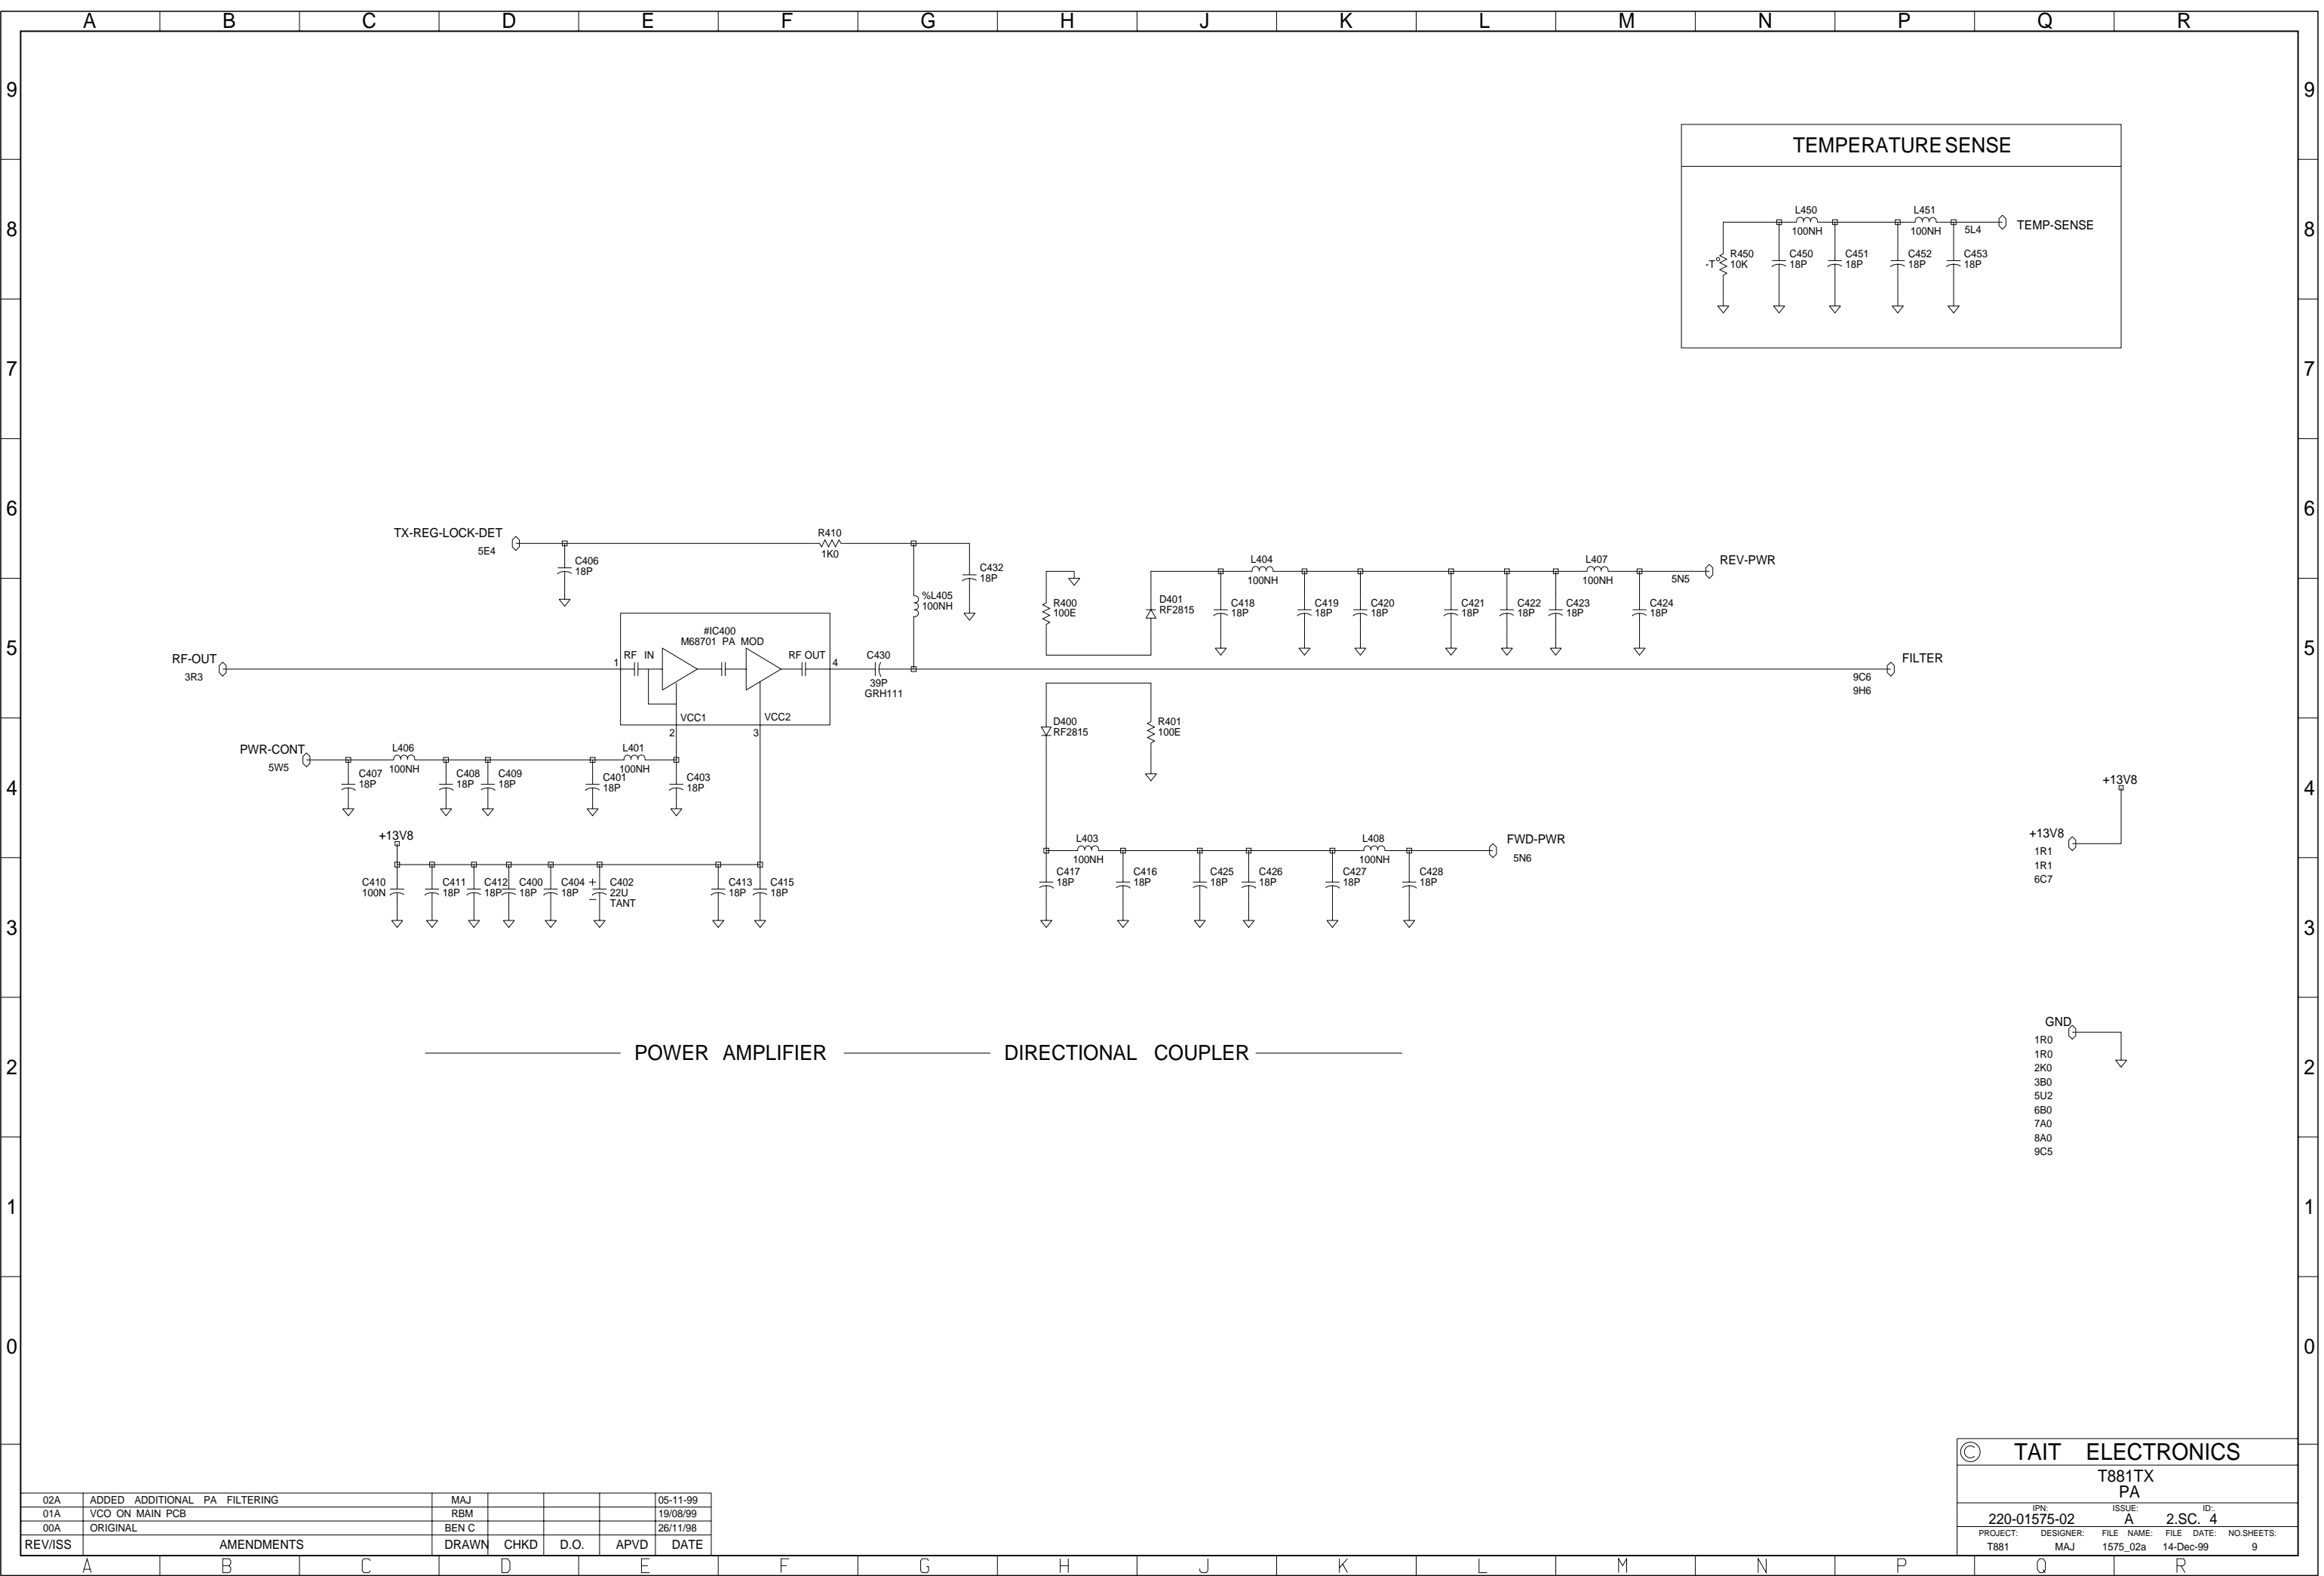 A B C D E F G H J K L M N P Q R
9 9
TEMPERATURE SENSE
L450
100NH
L451
100NH
5L4
TEMP-SENSE
8 8
-T°
R450
10K
C450
18P
C451
18P
C452
18P
C453
18P
7 7
6 6
TX-REG-LOCK-DET
5E4
C406
18P
R410
1K0
C432
18P
%L405
100NH
R400
100E
D401
RF2815
L404
100NH
L407
100NH
5N5
REV-PWR
C418
18P
C419
18P
C420
18P
C421
18P
C422
18P
C423
18P
C424
18P
5 5
RF-OUT
3R3
#IC400
M68701 PA MOD
1
RF IN
RF OUT
4
VCC1
2
VCC2
3
C430
39P
GRH111
FILTER
9C6
9H6
D400
RF2815
R401
100E
PWR-CONT
5W5
L406
100NH
L401
100NH
C407
18P
C408
18P
C409
18P
C401
18P
C403
18P
4 4
+13V8
C410
100N
C411
18P
C412
18P
C400
18P
C404
18P
+
-
C402
22U
TANT
C413
18P
C415
18P
L403
100NH
L408
100NH
FWD-PWR
5N6
C417
18P
C416
18P
C425
18P
C426
18P
C427
18P
C428
18P
+13V8
+13V8
1R1
1R1
6C7
3 3
POWER AMPLIFIER
DIRECTIONAL COUPLER
GND
1R0
1R0
2K0
3B0
5U2
6B0
7A0
8A0
9C5
2 2
1 1
0 0
02A ADDED ADDITIONAL PA FILTERING MAJ 05-11-99
01A VCO ON MAIN PCB RBM 19/08/99
00A ORIGINAL BEN C 26/11/98
REV/ISS AMENDMENTS DRAWN CHKD D.O. APVD DATE
© TAIT ELECTRONICS
T881TX
PA
IPN: ISSUE: ID:.
220-01575-02 A 2.SC. 4
PROJECT: DESIGNER: FILE NAME: FILE DATE: NO.SHEETS:
T881 MAJ 1575_02a 14-Dec-99 9
A B C D E F G H J K L M N P Q R